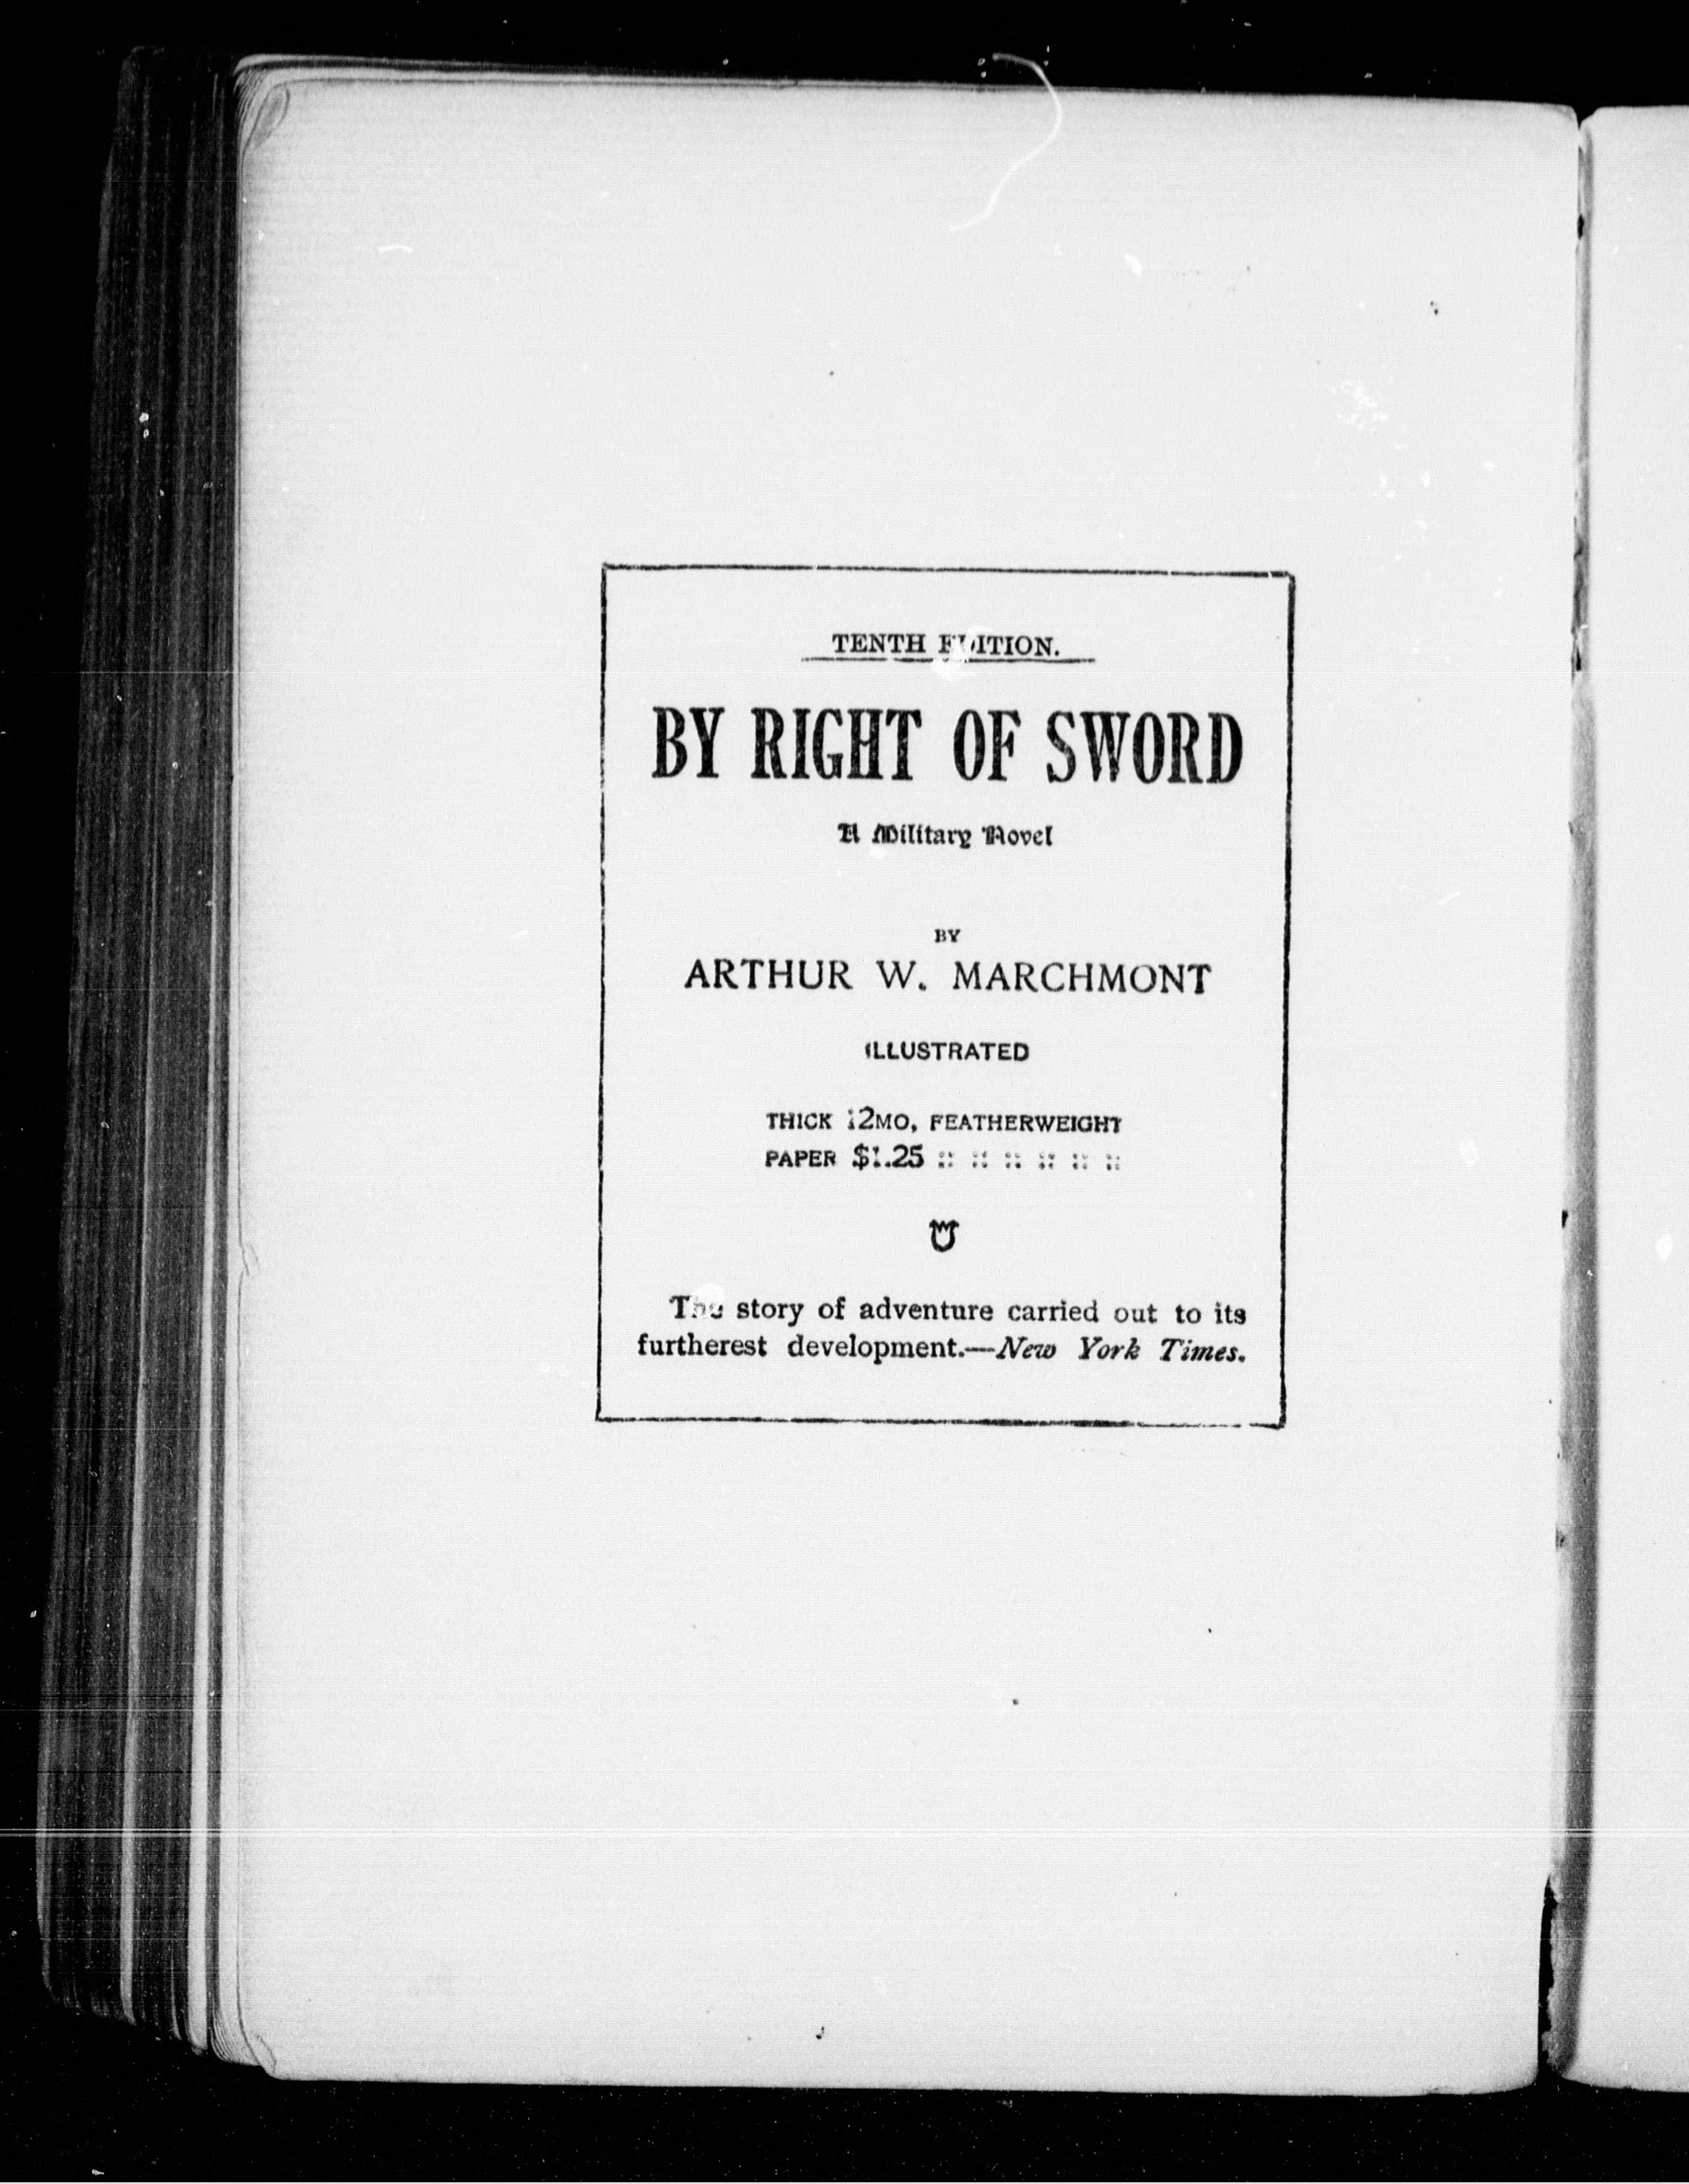 TENTH EDITION.
BY RIGHT OF SWORD
A Military Novel
BY
ARTHUR W. MARCHMONT
ILLUSTRATED
THICK 12MO, FEATHERWEIGHT
PAPER $1.25 :: :: :: :: :: ::
The story of adventure carried out to its
furtherest development.—New York Times.